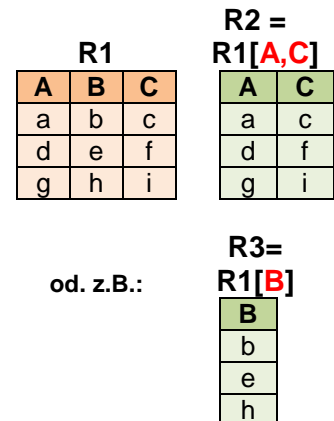 R2 =
R1 R1[A,C]
A B C A C
a b c a c
d e f d f
g h i g i
R3=
od. z.B.: R1[B]
B
b
e
h